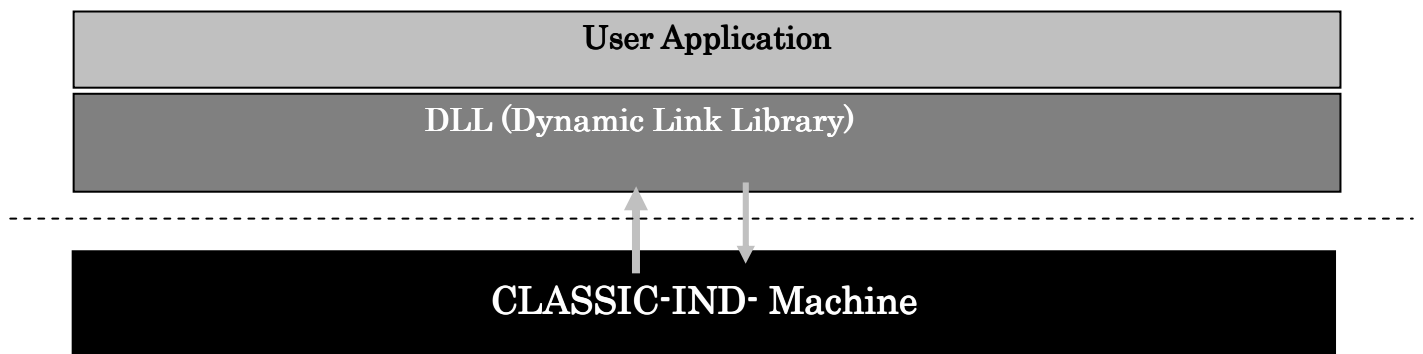 User Application
DLL (Dynamic Link Library)
CLASSIC-IND- Machine